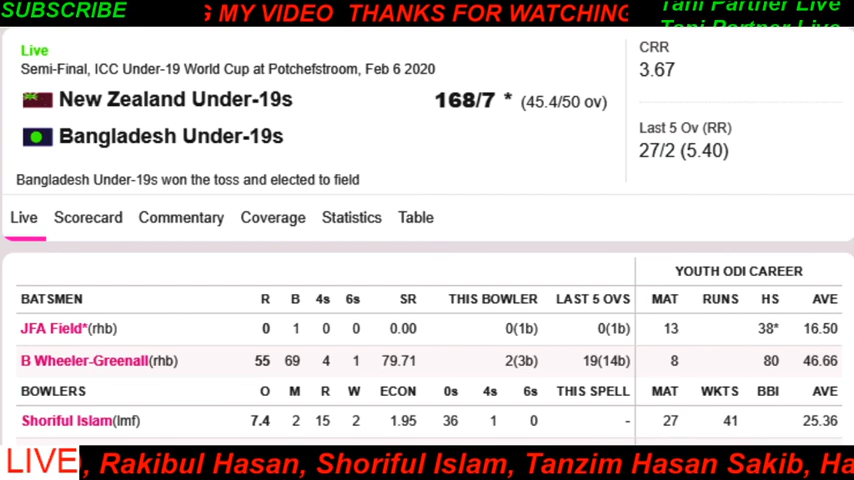 SUBSCRIBE
MY VIDEO THANKS FOR WATCHING
Tani Partner Live
Tani Partner Live
Live
Semi-Final, ICC Under-19 World Cup at Potchefstroom, Feb 6 2020
New Zealand Under-19s 168/7 * (45.4/50 ov)
Bangladesh Under-19s
Bangladesh Under-19s won the toss and elected to field
CRR
3.67
Last 5 Ov (RR)
27/2 (5.40)
Live Scorecard Commentary Coverage Statistics Table
YOUTH ODI CAREER
BATSMEN R B 4s 6s SR THIS BOWLER LAST 5 OVS MAT RUNS HS AVE
JFA Field*(rhb) 0 1 0 0 0.00 0(1b) 0(1b) 13 38* 16.50
B Wheeler-Greenall(rhb) 55 69 4 1 79.71 2(3b) 19(14b) 8 80 46.66
BOWLERS O M R W ECON 0s 4s 6s THIS SPELL MAT WKTS BBI AVE
Shoriful Islam(lmf) 7.4 2 15 2 1.95 36 1 0 - 27 41 25.36
LIVE , Rakibul Hasan, Shoriful Islam, Tanzim Hasan Sakib, Ha